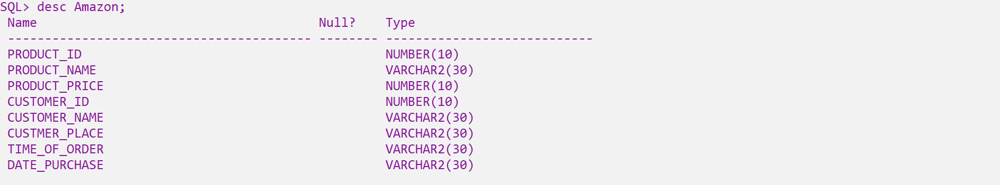 SQL> desc Amazon;
 Name                                      Null?    Type
 ----------------------------------------- -------- ----------------------------
 PRODUCT_ID                                         NUMBER(10)
 PRODUCT_NAME                                       VARCHAR2(30)
 PRODUCT_PRICE                                      NUMBER(10)
 CUSTOMER_ID                                        NUMBER(10)
 CUSTOMER_NAME                                      VARCHAR2(30)
 CUSTMER_PLACE                                      VARCHAR2(30)
 TIME_OF_ORDER                                      VARCHAR2(30)
 DATE_PURCHASE                                      VARCHAR2(30)